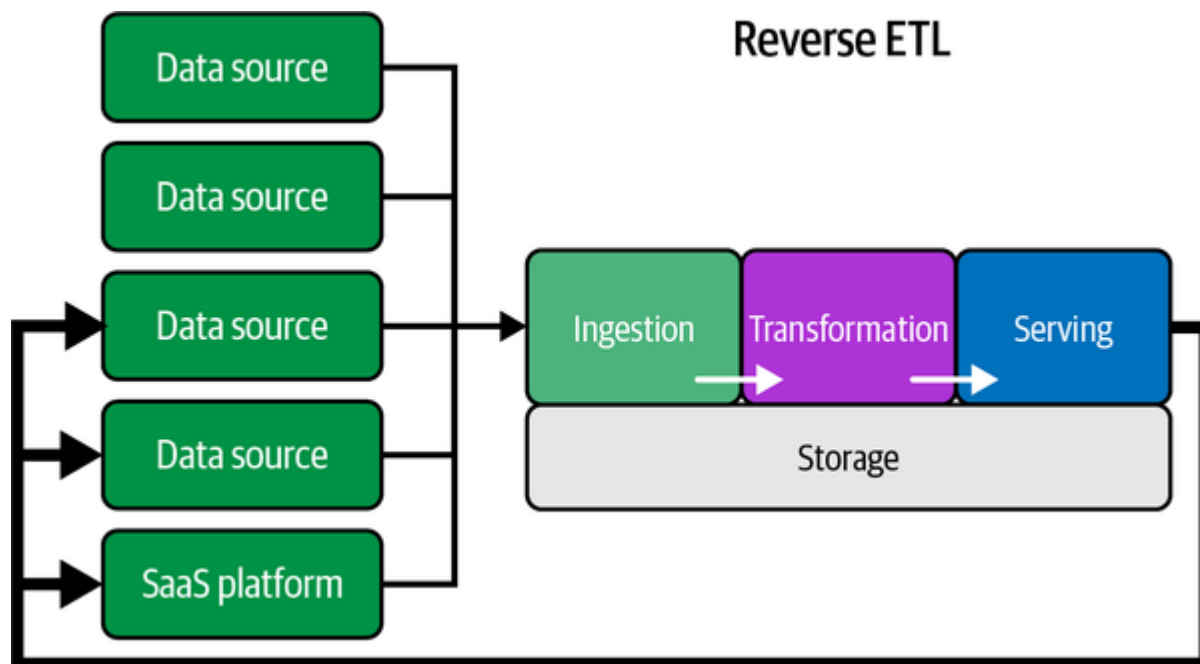 Reverse ETL
Data source
Data source
Data source
Data source
SaaS platform
Ingestion
Transformation
Serving
Storage